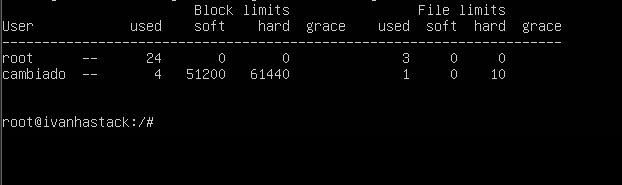 Block limits                File limits
User            used    soft    hard  grace    used  soft  hard  grace
----------------------------------------------------------------------
root      --      24       0       0              3     0     0
cambiado  --       4   51200   61440              1     0    10
root@ivanhastack:/#